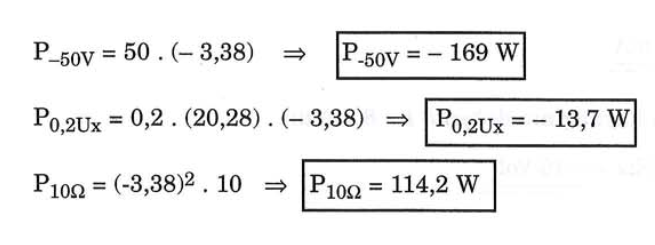 P₋₅₀V = 50 . (– 3,38) ⇒ P-50V = – 169 W
P0,2Ux = 0,2 . (20,28) . (– 3,38) ⇒ P0,2Ux = – 13,7 W
P10Ω = (-3,38)² . 10 ⇒ P10Ω = 114,2 W